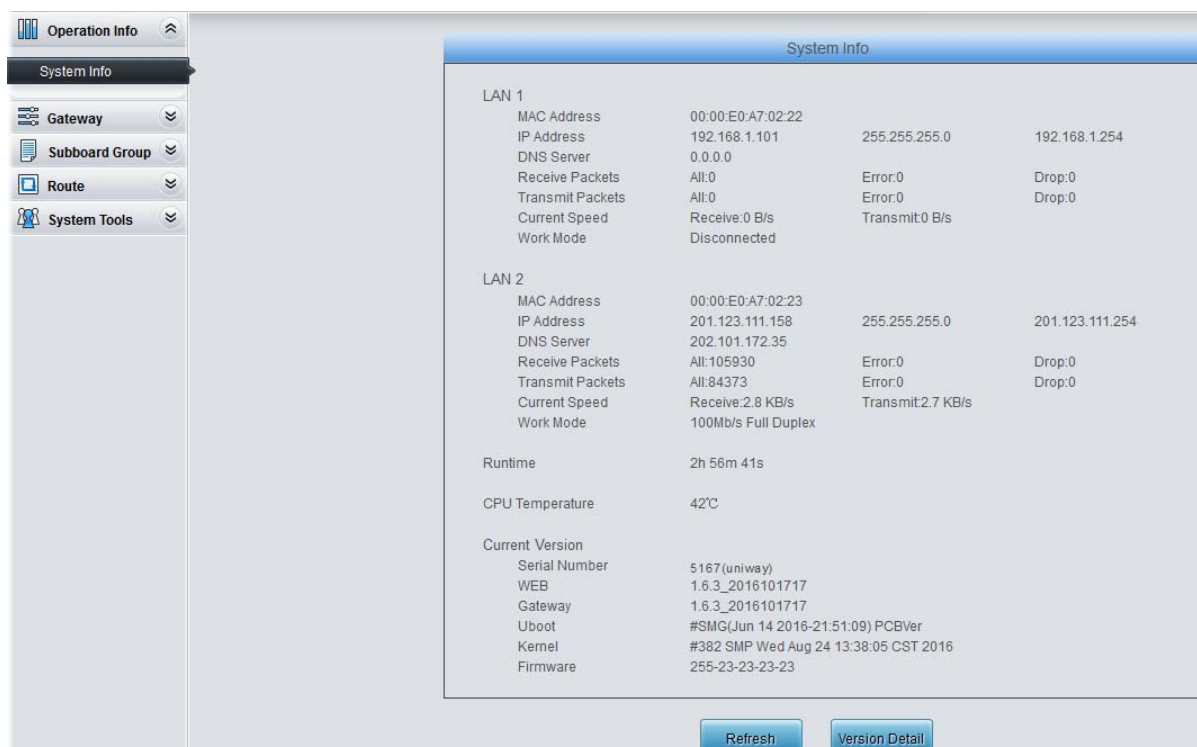 Operation Info
System Info
Gateway
Subboard Group
Route
System Tools
System Info
LAN 1
MAC Address 00:00:E0:A7:02:22
IP Address 192.168.1.101 255.255.255.0 192.168.1.254
DNS Server 0.0.0.0
Receive Packets All:0 Error:0 Drop:0
Transmit Packets All:0 Error:0 Drop:0
Current Speed Receive:0 B/s Transmit:0 B/s
Work Mode Disconnected
LAN 2
MAC Address 00:00:E0:A7:02:23
IP Address 201.123.111.158 255.255.255.0 201.123.111.254
DNS Server 202.101.172.35
Receive Packets All:105930 Error:0 Drop:0
Transmit Packets All:84373 Error:0 Drop:0
Current Speed Receive:2.8 KB/s Transmit:2.7 KB/s
Work Mode 100Mb/s Full Duplex
Runtime 2h 56m 41s
CPU Temperature 42℃
Current Version
Serial Number 5167(uniway)
WEB 1.6.3_2016101717
Gateway 1.6.3_2016101717
Uboot #SMG(Jun 14 2016-21:51:09) PCBVer
Kernel #382 SMP Wed Aug 24 13:38:05 CST 2016
Firmware 255-23-23-23-23
Refresh Version Detail